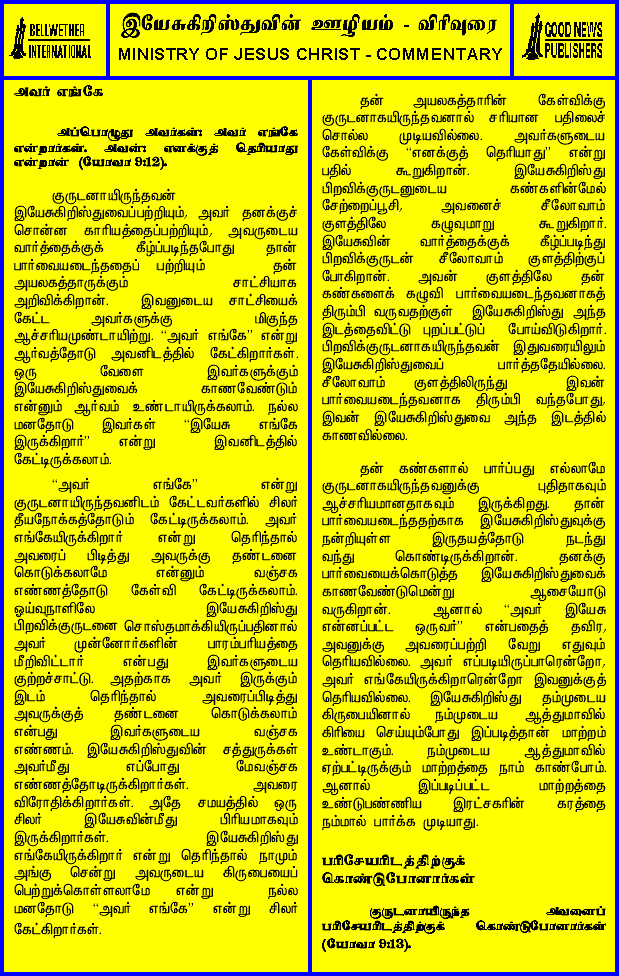 BELLWETHER
INTERNATIONAL
இயேசுகிறிஸ்துவின் ஊழியம் - விரிவுரை
MINISTRY OF JESUS CHRIST - COMMENTARY
GOOD NEWS
PUBLISHERS
அவர் எங்கே
அப்பொழுது அவர்கள்: அவர் எங்கே
என்றார்கள். அவன்: எனக்குத் தெரியாது
என்றான் (யோவா 9:12).
குருடனாயிருந்தவன்
இயேசுகிறிஸ்துவைப்பற்றியும், அவர் தனக்குச்
சொன்ன காரியத்தைப்பற்றியும், அவருடைய
வார்த்தைக்குக் கீழ்ப்படிந்தபோது தான்
பார்வையடைந்ததைப் பற்றியும் தன்
அயலகத்தாருக்கும் சாட்சியாக
அறிவிக்கிறான். இவனுடைய சாட்சியைக்
கேட்ட அவர்களுக்கு மிகுந்த
ஆச்சரியமுண்டாயிற்று. “அவர் எங்கே” என்று
ஆர்வத்தோடு அவனிடத்தில் கேட்கிறார்கள்.
ஒரு வேளை இவர்களுக்கும்
இயேசுகிறிஸ்துவைக் காணவேண்டும்
என்னும் ஆர்வம் உண்டாயிருக்கலாம். நல்ல
மனதோடு இவர்கள் “இயேசு எங்கே
இருக்கிறார்” என்று இவனிடத்தில்
கேட்டிருக்கலாம்.
“அவர் எங்கே” என்று
குருடனாயிருந்தவனிடம் கேட்டவர்களில் சிலர்
தீயநோக்கத்தோடும் கேட்டிருக்கலாம். அவர்
எங்கேயிருக்கிறார் என்று தெரிந்தால்
அவரைப் பிடித்து அவருக்கு தண்டனை
கொடுக்கலாமே என்னும் வஞ்சக
எண்ணத்தோடு கேள்வி கேட்டிருக்கலாம்.
ஓய்வுநாளிலே இயேசுகிறிஸ்து
பிறவிக்குருடனை சொஸ்தமாக்கியிருப்பதினால்
அவர் முன்னோர்களின் பாரம்பரியத்தை
மீறிவிட்டார் என்பது இவர்களுடைய
குற்றச்சாட்டு. அதற்காக அவர் இருக்கும்
இடம் தெரிந்தால் அவரைப்பிடித்து
அவருக்குத் தண்டனை கொடுக்கலாம்
என்பது இவர்களுடைய வஞ்சக
எண்ணம். இயேசுகிறிஸ்துவின் சத்துருக்கள்
அவர்மீது எப்போது மேவஞ்சக
எண்ணத்தோடிருக்கிறார்கள். அவரை
விரோதிக்கிறார்கள். அதே சமயத்தில் ஒரு
சிலர் இயேசுவின்மீது பிரியமாகவும்
இருக்கிறார்கள். இயேசுகிறிஸ்து
எங்கேயிருக்கிறார் என்று தெரிந்தால் நாமும்
அங்கு சென்று அவருடைய கிருபையைப்
பெற்றுக்கொள்ளலாமே என்று நல்ல
மனதோடு “அவர் எங்கே” என்று சிலர்
கேட்கிறார்கள்.
தன் அயலகத்தாரின் கேள்விக்கு
குருடனாகயிருந்தவனால் சரியான பதிலைச்
சொல்ல முடியவில்லை. அவர்களுடைய
கேள்விக்கு “எனக்குத் தெரியாது” என்று
பதில் கூறுகிறான். இயேசுகிறிஸ்து
பிறவிக்குருடனுடைய கண்களின்மேல்
சேற்றைப்பூசி, அவனைச் சீலோவாம்
குளத்திலே கழுவுமாறு கூறுகிறார்.
இயேசுவின் வார்த்தைக்குக் கீழ்ப்படிந்து
பிறவிக்குருடன் சீலோவாம் குளத்திற்குப்
போகிறான். அவன் குளத்திலே தன்
கண்களைக் கழுவி பார்வையடைந்தவனாகத்
திரும்பி வருவதற்குள் இயேசுகிறிஸ்து அந்த
இடத்தைவிட்டு புறப்பட்டுப் போய்விடுகிறார்.
பிறவிக்குருடனாகயிருந்தவன் இதுவரையிலும்
இயேசுகிறிஸ்துவைப் பார்த்ததேயில்லை.
சீலோவாம் குளத்திலிருந்து இவன்
பார்வையடைந்தவனாக திரும்பி வந்தபோது,
இவன் இயேசுகிறிஸ்துவை அந்த இடத்தில்
காணவில்லை.
தன் கண்களால் பார்ப்பது எல்லாமே
குருடனாகயிருந்தவனுக்கு புதிதாகவும்
ஆச்சரியமானதாகவும் இருக்கிறது. தான்
பார்வையடைந்ததற்காக இயேசுகிறிஸ்துவுக்கு
நன்றியுள்ள இருதயத்தோடு நடந்து
வந்து கொண்டிருக்கிறான். தனக்கு
பார்வையைக்கொடுத்த இயேசுகிறிஸ்துவைக்
காணவேண்டுமென்று ஆசையோடு
வருகிறான். ஆனால் “அவர் இயேசு
என்னப்பட்ட ஒருவர்” என்பதைத் தவிர,
அவனுக்கு அவரைப்பற்றி வேறு எதுவும்
தெரியவில்லை. அவர் எப்படியிருப்பாரென்றோ,
அவர் எங்கேயிருக்கிறாரென்றோ இவனுக்குத்
தெரியவில்லை. இயேசுகிறிஸ்து தம்முடைய
கிருபையினால் நம்முடைய ஆத்துமாவில்
கிரியை செய்யும்போது இப்படித்தான் மாற்றம்
உண்டாகும். நம்முடைய ஆத்துமாவில்
ஏற்பட்டிருக்கும் மாற்றத்தை நாம் காண்போம்.
ஆனால் இப்படிப்பட்ட மாற்றத்தை
உண்டுபண்ணிய இரட்சகரின் கரத்தை
நம்மால் பார்க்க முடியாது.
பரிசேயரிடத்திற்குக்
கொண்டுபோனார்கள்
குருடனாயிருந்த அவனைப்
பரிசேயரிடத்திற்குக் கொண்டுபோனார்கள்
(யோவா 9:13).